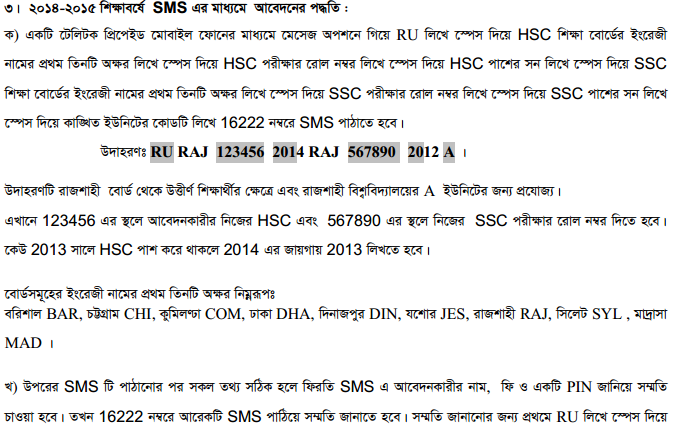 ৩। ২০১৪-২০১৫ শিক্ষাবর্ষে SMS এর মাধ্যমে আবেদনের পদ্ধতি :
ক) একটি টেলিটক প্রিপেইড মোবাইল ফোনের মাধ্যমে মেসেজ অপশনে গিয়ে RU লিখে স্পেস দিয়ে HSC শিক্ষা বোর্ডের ইংরেজী
নামের প্রথম তিনটি অক্ষর লিখে স্পেস দিয়ে HSC পরীক্ষার রোল নম্বর লিখে স্পেস দিয়ে HSC পাশের সন লিখে স্পেস দিয়ে SSC
শিক্ষা বোর্ডের ইংরেজী নামের প্রথম তিনটি অক্ষর লিখে স্পেস দিয়ে SSC পরীক্ষার রোল নম্বর লিখে স্পেস দিয়ে SSC পাশের সন লিখে
স্পেস দিয়ে কাঙ্খিত ইউনিটের কোডটি লিখে 16222 নম্বরে SMS পাঠাতে হবে।
উদাহরণঃ RU RAJ 123456 2014 RAJ 567890 2012 A ।
উদাহরণটি রাজশাহী বোর্ড থেকে উত্তীর্ণ শিক্ষার্থীর ক্ষেত্রে এবং রাজশাহী বিশ্ববিদ্যালয়ের A ইউনিটের জন্য প্রযোজ্য।
এখানে 123456 এর স্থলে আবেদনকারীর নিজের HSC এবং 567890 এর স্থলে নিজের SSC পরীক্ষার রোল নম্বর দিতে হবে।
কেউ 2013 সালে HSC পাশ করে থাকলে 2014 এর জায়গায় 2013 লিখতে হবে।
বোর্ডসমূহের ইংরেজী নামের প্রথম তিনটি অক্ষর নিম্নরূপঃ
বরিশাল BAR, চট্টগ্রাম CHI, কুমিলণ্ঢা COM, ঢাকা DHA, দিনাজপুর DIN, যশোর JES, রাজশাহী RAJ, সিলেট SYL , মাদ্রাসা
MAD ।
খ) উপরের SMS টি পাঠানোর পর সকল তথ্য সঠিক হলে ফিরতি SMS এ আবেদনকারীর নাম, ফি ও একটি PIN জানিয়ে সম্মতি
চাওয়া হবে। তখন 16222 নম্বরে আরেকটি SMS পাঠিয়ে সম্মতি জানাতে হবে। সম্মতি জানানোর জন্য প্রথমে RU লিখে স্পেস দিয়ে